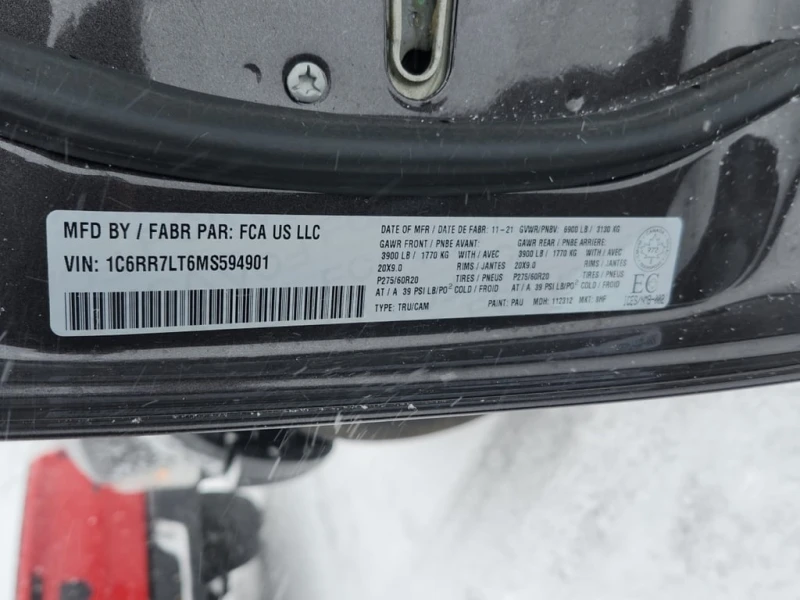 MFD BY / FABR PAR: FCA US LLC
VIN: 1C6RR7LT6MS594901
DATE OF MFR / DATE DE FABR: 11-21 GVWR/PNBV: 6900 LB / 3130 KG
GAWR FRONT / PNBE AVANT: GAWR REAR / PNBE ARRIERE:
3900 LB / 1770 KG WITH / AVEC 3900 LB / 1770 KG WITH / AVEC
20X9.0 RIMS / JANTES 20X9.0 RIMS / JANTES
P275/60R20 TIRES / PNEUS P275/60R20 TIRES / PNEUS
AT / A 39 PSI LB/PO² COLD / FROID AT / A 39 PSI LB/PO² COLD / FROID
TYPE: TRU/CAM PAINT: PAU MDH: 112312 MKT: XMF
EC